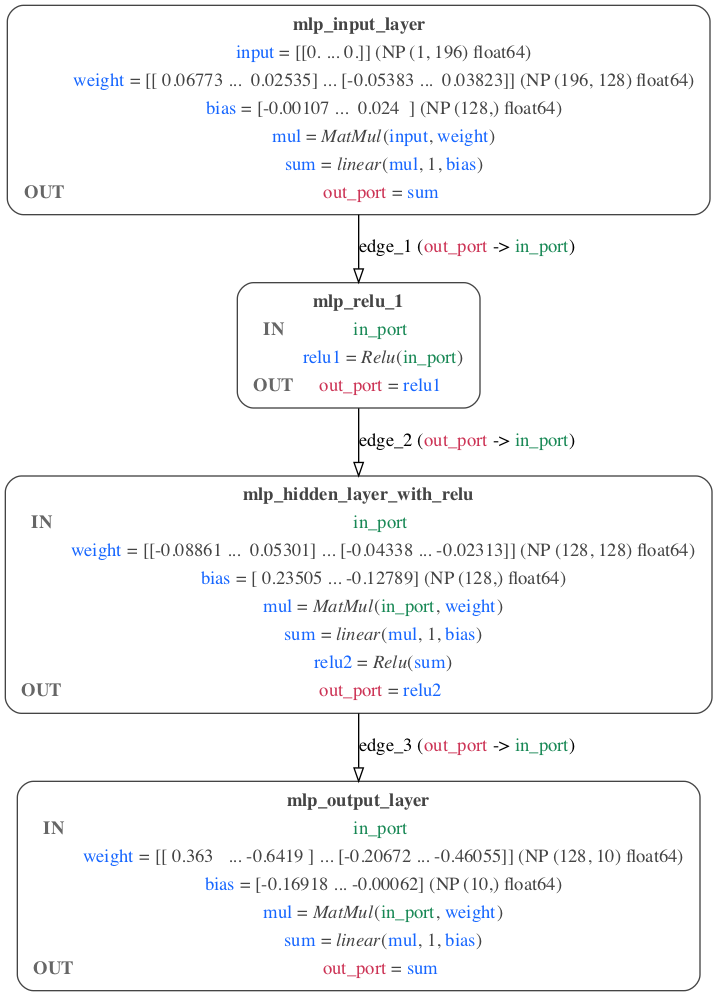 mlp_input_layer
input = [[0. ... 0.]] (NP (1, 196) float64)
weight = [[ 0.06773 ...  0.02535] ... [-0.05383 ...  0.03823]] (NP (196, 128) float64)
bias = [-0.00107 ...  0.024  ] (NP (128,) float64)
mul = MatMul(input, weight)
sum = linear(mul, 1, bias)
OUT out_port = sum
edge_1 (out_port -> in_port)
mlp_relu_1
IN in_port
relu1 = Relu(in_port)
OUT out_port = relu1
edge_2 (out_port -> in_port)
mlp_hidden_layer_with_relu
IN in_port
weight = [[-0.08861 ...  0.05301] ... [-0.04338 ... -0.02313]] (NP (128, 128) float64)
bias = [ 0.23505 ... -0.12789] (NP (128,) float64)
mul = MatMul(in_port, weight)
sum = linear(mul, 1, bias)
relu2 = Relu(sum)
OUT out_port = relu2
edge_3 (out_port -> in_port)
mlp_output_layer
IN in_port
weight = [[ 0.363   ... -0.6419 ] ... [-0.20672 ... -0.46055]] (NP (128, 10) float64)
bias = [-0.16918 ... -0.00062] (NP (10,) float64)
mul = MatMul(in_port, weight)
sum = linear(mul, 1, bias)
OUT out_port = sum